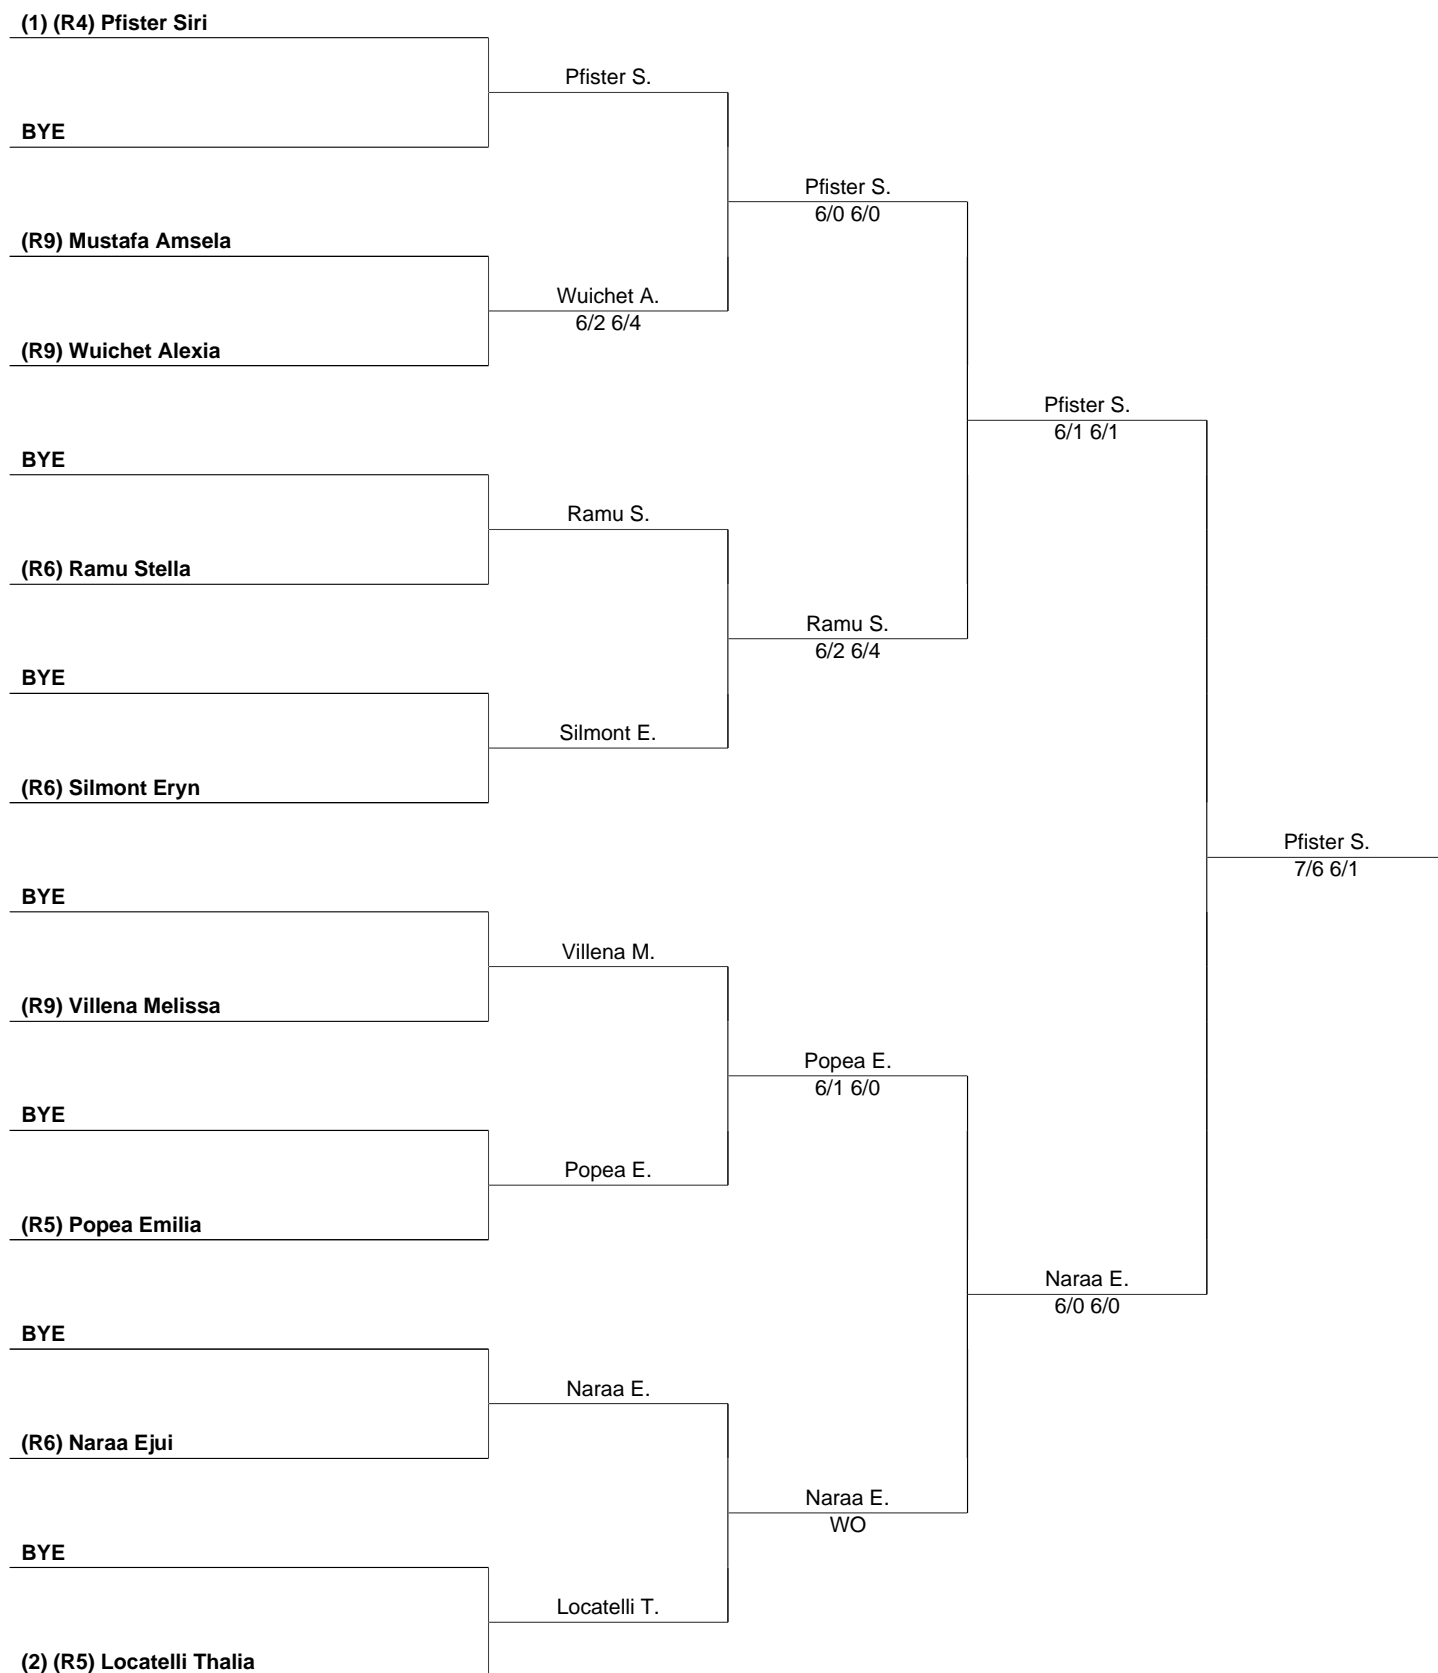 (1) (R4) Pfister Siri
Pfister S.
BYE
Pfister S.
6/0 6/0
(R9) Mustafa Amsela
Wuichet A.
6/2 6/4
(R9) Wuichet Alexia
Pfister S.
6/1 6/1
BYE
Ramu S.
(R6) Ramu Stella
Ramu S.
6/2 6/4
BYE
Silmont E.
(R6) Silmont Eryn
Pfister S.
7/6 6/1
BYE
Villena M.
(R9) Villena Melissa
Popea E.
6/1 6/0
BYE
Popea E.
(R5) Popea Emilia
Naraa E.
6/0 6/0
BYE
Naraa E.
(R6) Naraa Ejui
Naraa E.
WO
BYE
Locatelli T.
(2) (R5) Locatelli Thalia